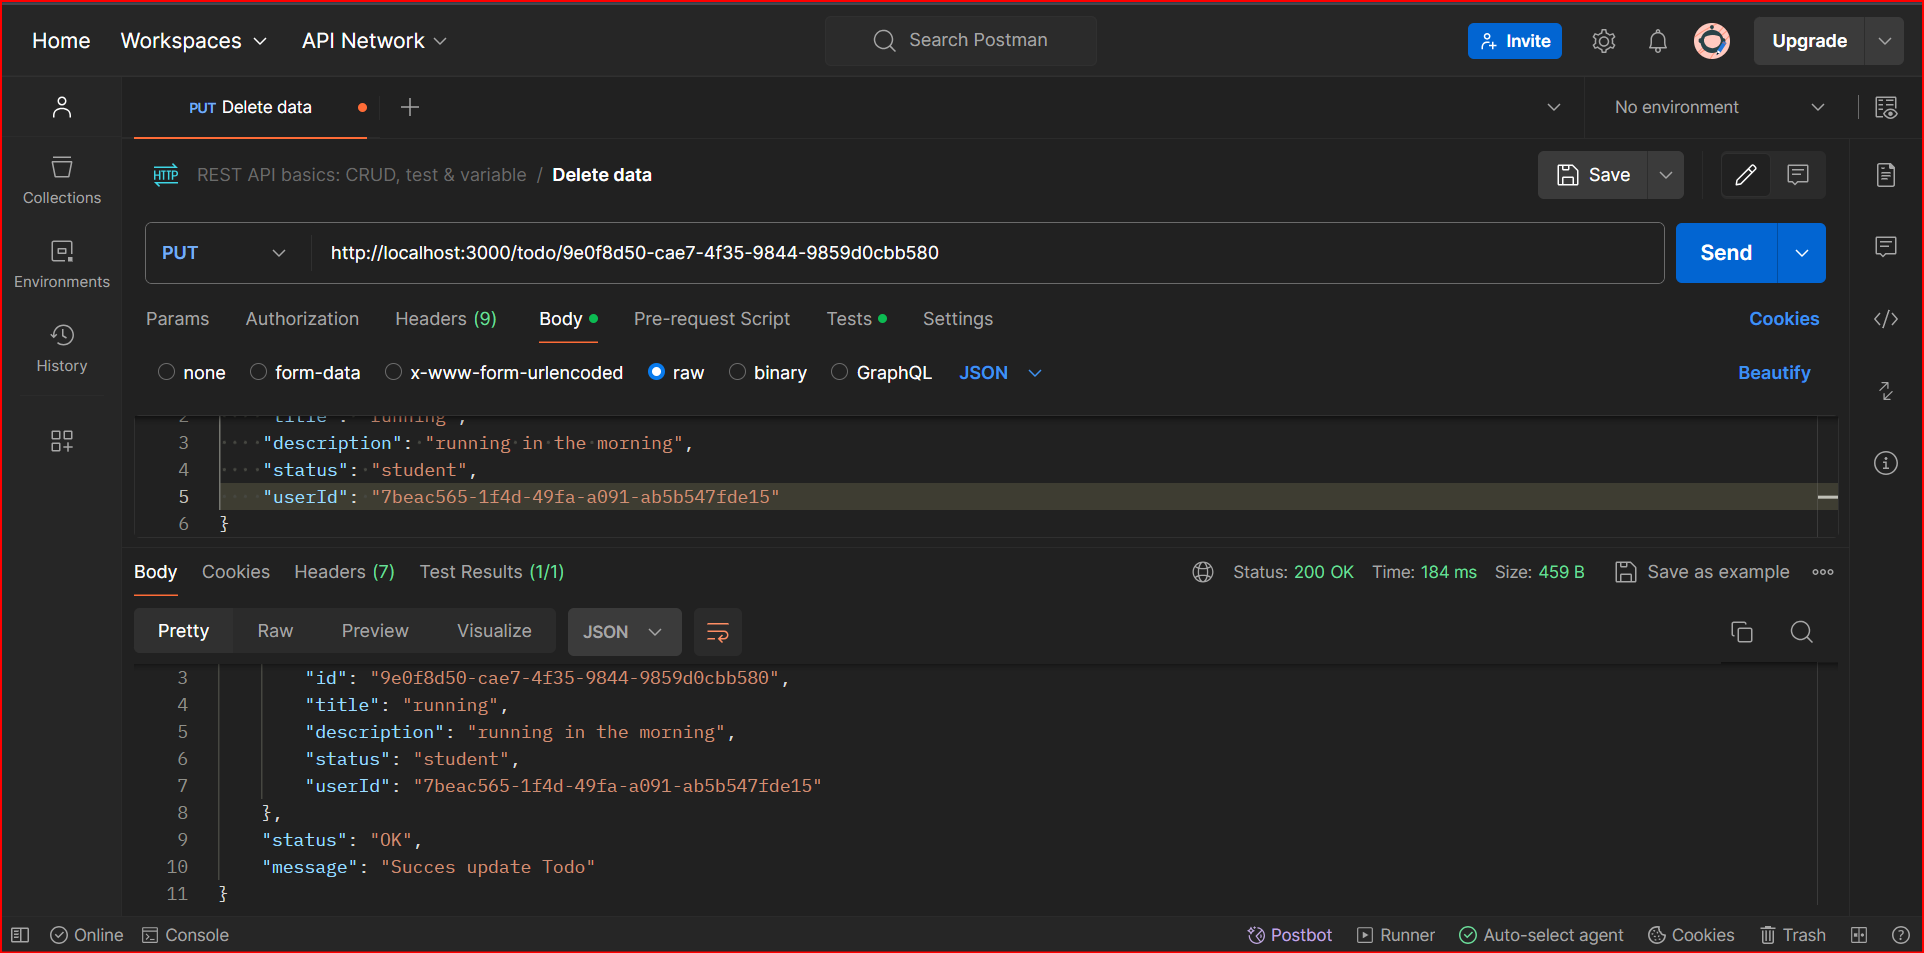 Home Workspaces API Network Search Postman Invite Upgrade
PUT Delete data No environment
HTTP REST API basics: CRUD, test & variable / Delete data Save
Collections
PUT http://localhost:3000/todo/9e0f8d50-cae7-4f35-9844-9859d0cbb580 Send
Environments
Params Authorization Headers (9) Body Pre-request Script Tests Settings Cookies
History
none form-data x-www-form-urlencoded raw binary GraphQL JSON Beautify
2 "title": "running",
3 "description": "running in the morning",
4 "status": "student",
5 "userId": "7beac565-1f4d-49fa-a091-ab5b547fde15"
6 }
Body Cookies Headers (7) Test Results (1/1) Status: 200 OK Time: 184 ms Size: 459 B Save as example
Pretty Raw Preview Visualize JSON
3 "id": "9e0f8d50-cae7-4f35-9844-9859d0cbb580",
4 "title": "running",
5 "description": "running in the morning",
6 "status": "student",
7 "userId": "7beac565-1f4d-49fa-a091-ab5b547fde15"
8 },
9 "status": "OK",
10 "message": "Succes update Todo"
11 }
Online Console Postbot Runner Auto-select agent Cookies Trash